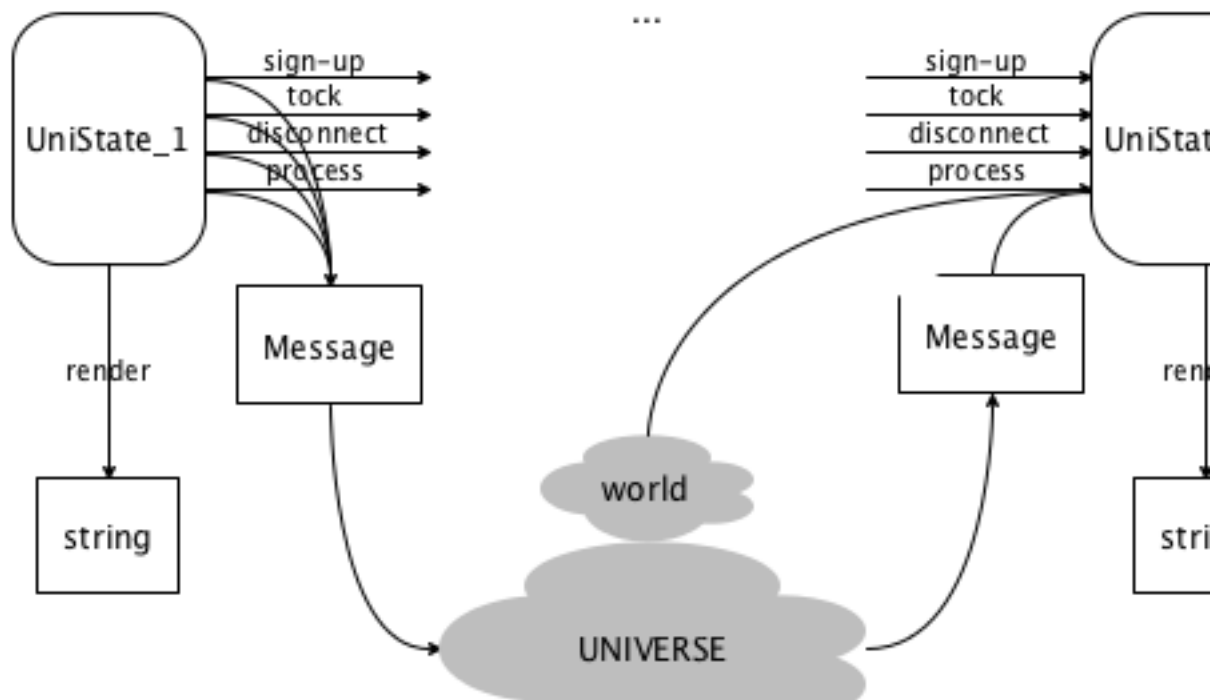 ...
sign-up
tock
disconnect
process
UniState_1
sign-up
tock
disconnect
process
Message
render
string
world
UNIVERSE
Message